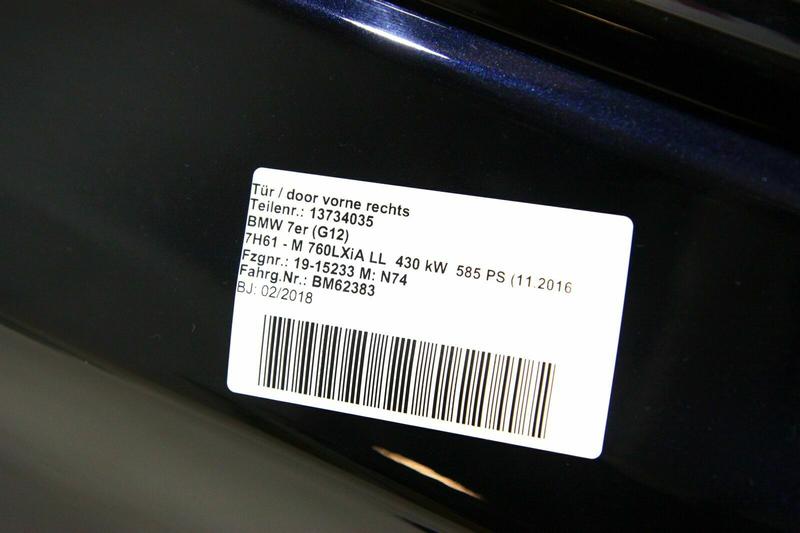 Tür / door vorne rechts
Teilenr.: 13734035
BMW 7er (G12)
7H61 - M 760LXiA LL 430 kW 585 PS (11.2016
Fzgnr.: 19-15233 M: N74
Fahrg.Nr.: BM62383
BJ: 02/2018